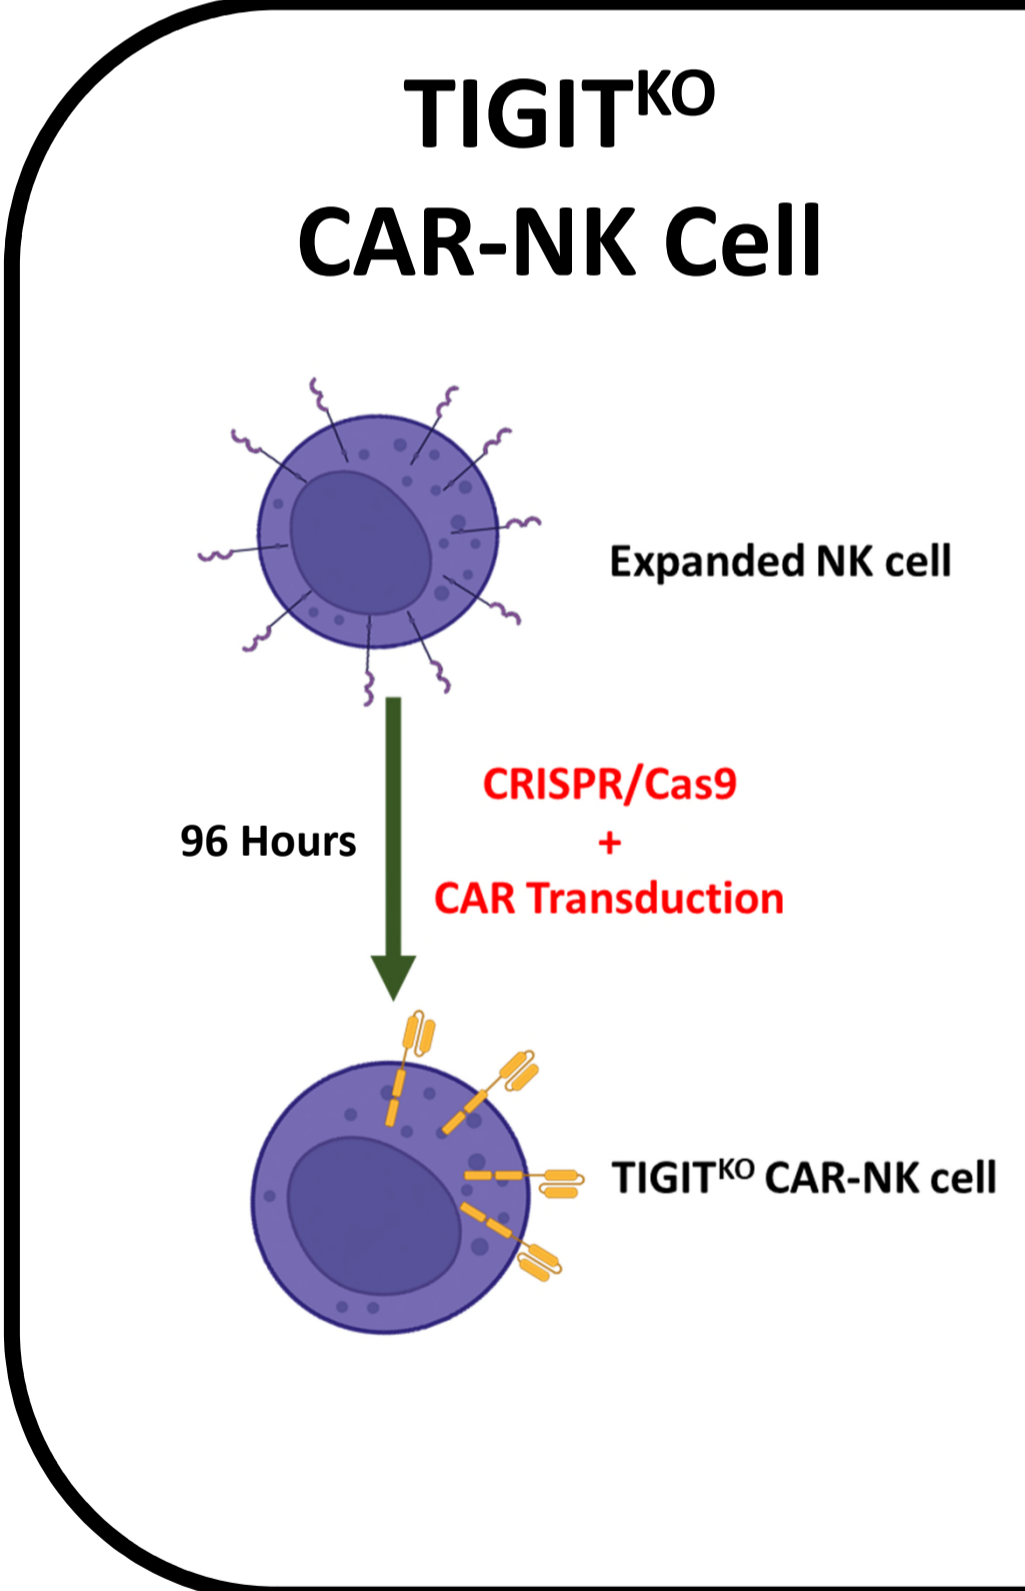 TIGITᴷᴼ
CAR-NK Cell
Expanded NK cell
96 Hours
CRISPR/Cas9
+
CAR Transduction
TIGITᴷᴼ CAR-NK cell